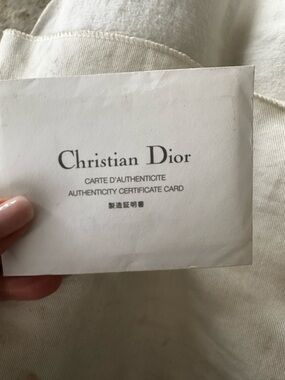 Christian Dior
CARTE D'AUTHENTICITE
AUTHENTICITY CERTIFICATE CARD
製造証明書